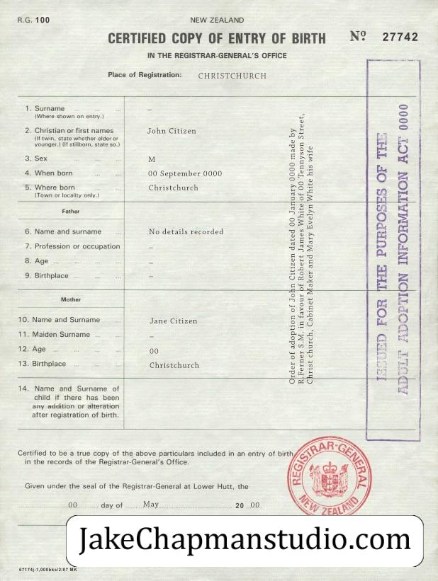 R.G. 100
NEW ZEALAND
CERTIFIED COPY OF ENTRY OF BIRTH
Nº 27742
IN THE REGISTRAR-GENERAL'S OFFICE
Place of Registration: CHRISTCHURCH
1. Surname –
(Where shown on entry.)
2. Christian or first names John Citizen
(If twin, state whether elder or
younger.) (If stillborn, state so.)
3. Sex M
4. When born 00 September 0000
5. Where born Christchurch
(Town or locality only.)
Father
6. Name and surname No details recorded
7. Profession or occupation –
8. Age –
9. Birthplace –
Mother
10. Name and Surname Jane Citizen
11. Maiden Surname –
12. Age 00
13. Birthplace Christchurch
14. Name and Surname of
child if there has been
any addition or alteration
after registration of birth.
Order of adoption of John Citizen dated 00 January 0000 made by
R.Ferner S.M. in favour of Robert James White of 00 Tennyson Street,
Christ church, Cabinet Maker and Mary Evelyn White his wife
ISSUED FOR THE PURPOSES OF THE
ADULT ADOPTION INFORMATION ACT 0000
Certified to be a true copy of the above particulars included in an entry of birth
in the records of the Registrar-General's Office.
Given under the seal of the Registrar-General at Lower Hutt, the
00 day of May 20 00
REGISTRAR-GENERAL
NEW ZEALAND
JakeChapmanstudio.com